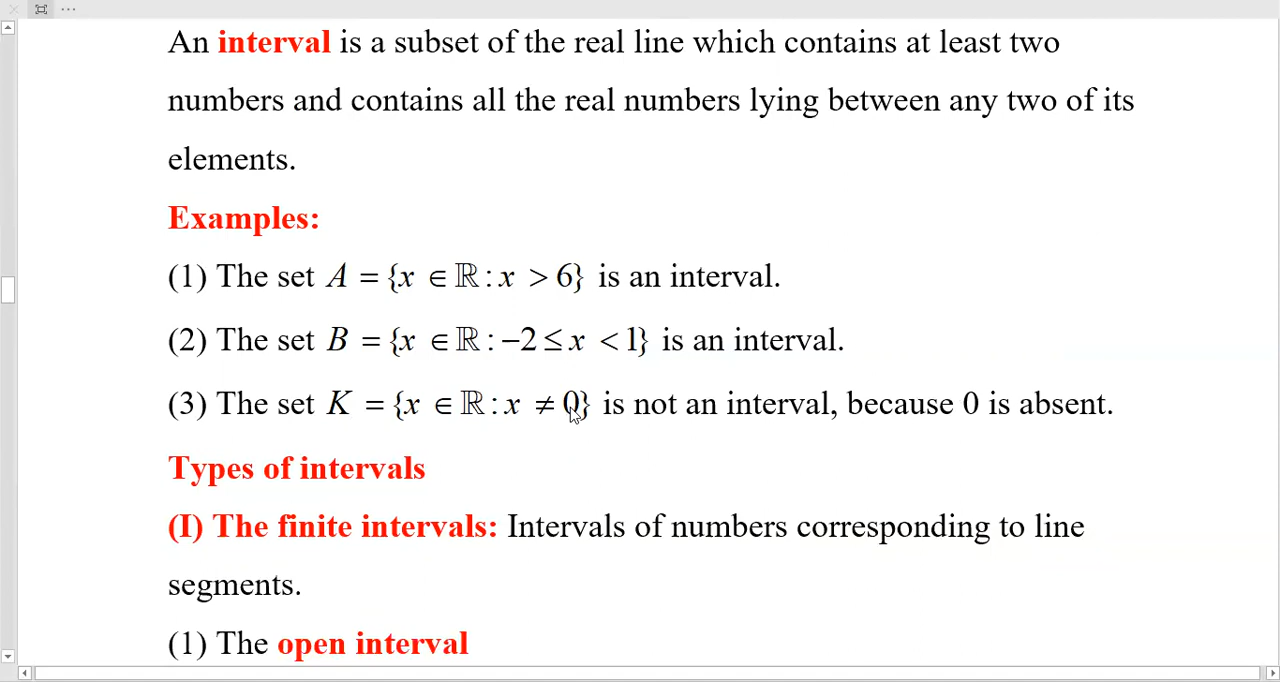 An interval is a subset of the real line which contains at least two
numbers and contains all the real numbers lying between any two of its
elements.
Examples:
(1) The set A = {x ∈ ℝ : x > 6} is an interval.
(2) The set B = {x ∈ ℝ : −2 ≤ x < 1} is an interval.
(3) The set K = {x ∈ ℝ : x ≠ 0} is not an interval, because 0 is absent.
Types of intervals
(I) The finite intervals: Intervals of numbers corresponding to line
segments.
(1) The open interval